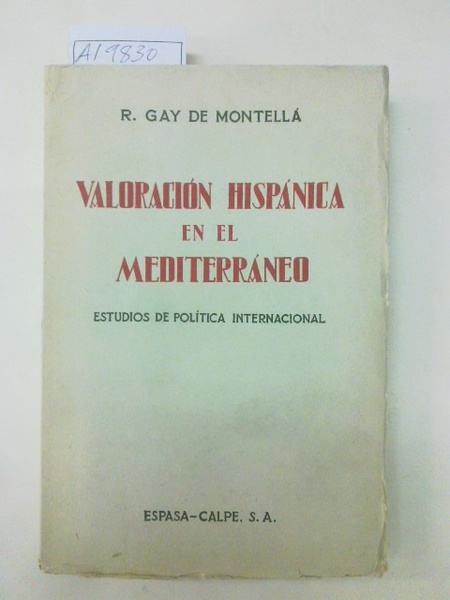 A19830
R. GAY DE MONTELLÁ
VALORACIÓN HISPÁNICA
EN EL
MEDITERRÁNEO
ESTUDIOS DE POLÍTICA INTERNACIONAL
ESPASA-CALPE, S. A.